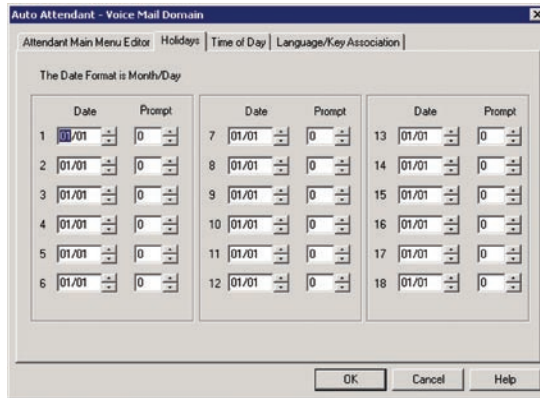 Auto Attendant - Voice Mail Domain
Attendant Main Menu Editor Holidays Time of Day Language/Key Association
The Date Format is Month/Day
Date Prompt Date Prompt Date Prompt
1 01/01 0 7 01/01 0 13 01/01 0
2 01/01 0 8 01/01 0 14 01/01 0
3 01/01 0 9 01/01 0 15 01/01 0
4 01/01 0 10 01/01 0 16 01/01 0
5 01/01 0 11 01/01 0 17 01/01 0
6 01/01 0 12 01/01 0 18 01/01 0
OK Cancel Help